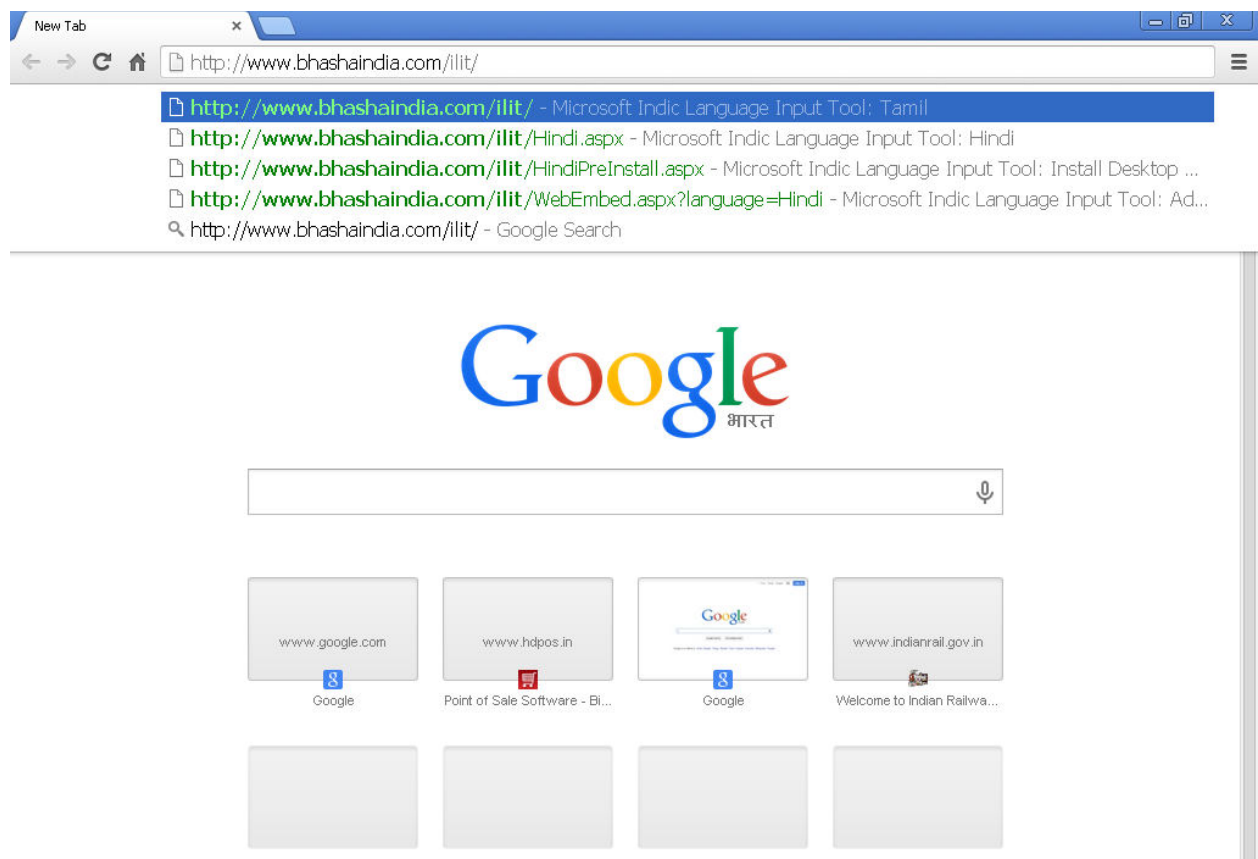 New Tab
http://www.bhashaindia.com/ilit/
http://www.bhashaindia.com/ilit/ - Microsoft Indic Language Input Tool: Tamil
http://www.bhashaindia.com/ilit/Hindi.aspx - Microsoft Indic Language Input Tool: Hindi
http://www.bhashaindia.com/ilit/HindiPreInstall.aspx - Microsoft Indic Language Input Tool: Install Desktop ...
http://www.bhashaindia.com/ilit/WebEmbed.aspx?language=Hindi - Microsoft Indic Language Input Tool: Ad...
http://www.bhashaindia.com/ilit/ - Google Search
Google
भारत
www.google.com
www.hdpos.in
Google
www.indianrail.gov.in
8
8
Google
Point of Sale Software - Bi...
Google
Welcome to Indian Railwa...